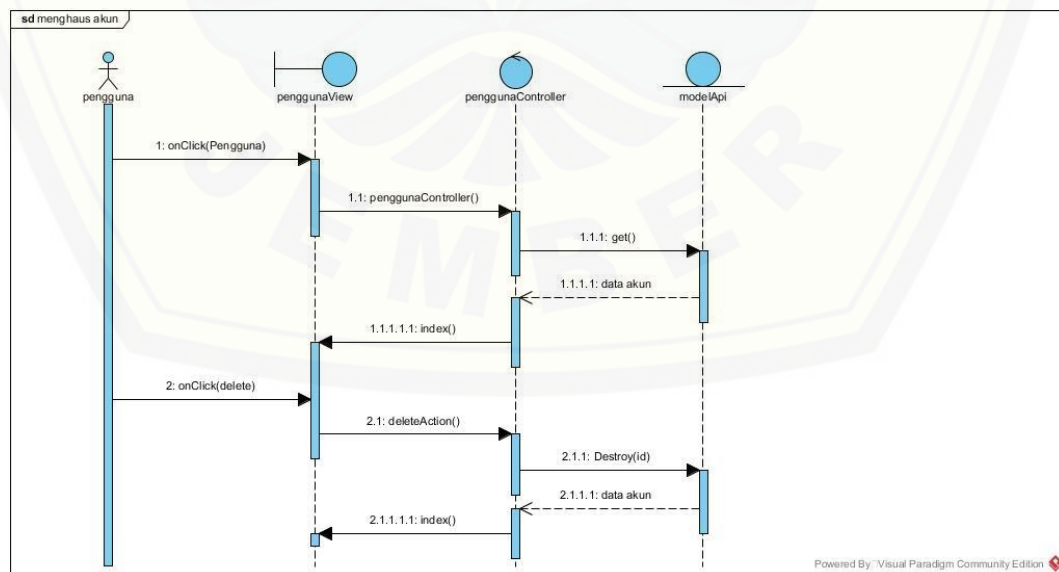 sd menghaus akun
pengguna
penggunaView
penggunaController
modelApi
1: onClick(Pengguna)
1.1: penggunaController()
1.1.1: get()
1.1.1.1: data akun
1.1.1.1.1: index()
2: onClick(delete)
2.1: deleteAction()
2.1.1: Destroy(id)
2.1.1.1: data akun
2.1.1.1.1: index()
JEMBER
Powered By Visual Paradigm Community Edition